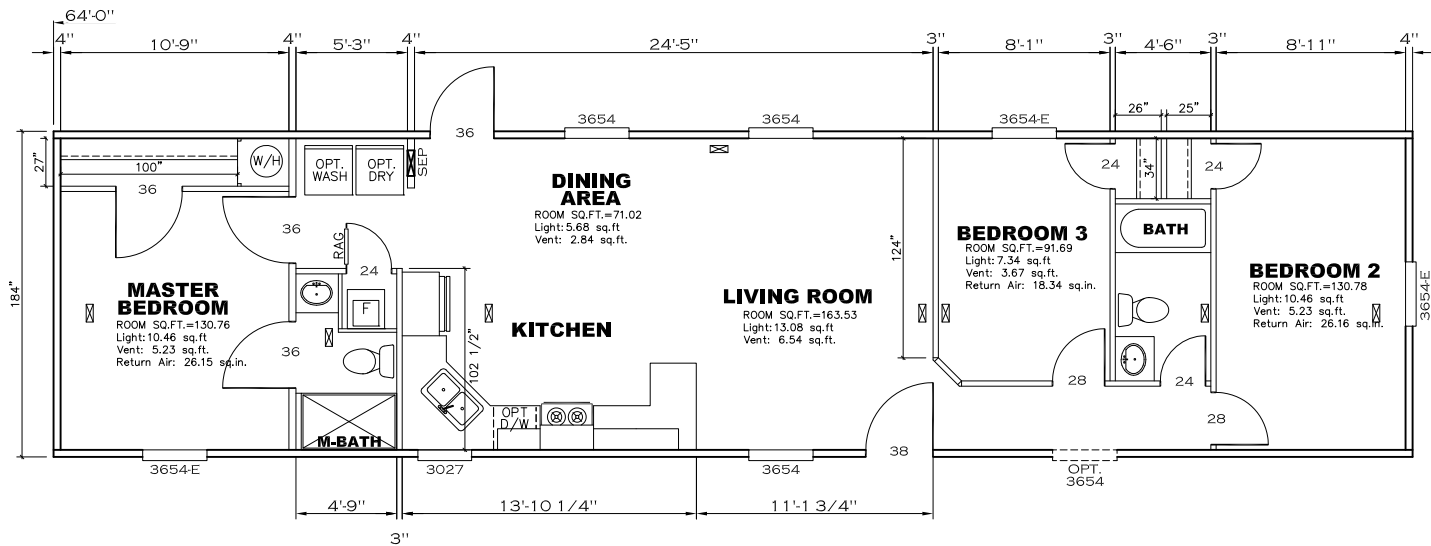 64'-0"
4" 10'-9" 4" 5'-3" 4" 24'-5" 3" 8'-1" 3" 4'-6" 3" 8'-11" 4"
26" 25"
36 3654 3654 3654-E
27" 100" W/H OPT. WASH OPT. DRY SEP 24 34" 24
36
DINING
AREA
ROOM SQ.FT.=71.02
Light: 5.68 sq.ft
Vent: 2.84 sq.ft.
36
RAG
24
F
184"
MASTER
BEDROOM
ROOM SQ.FT.=130.76
Light: 10.46 sq.ft
Vent: 5.23 sq.ft.
Return Air: 26.15 sq.in.
36
M-BATH
KITCHEN
102 1/2"
OPT
D/W
LIVING ROOM
ROOM SQ.FT.=163.53
Light: 13.08 sq.ft
Vent: 6.54 sq.ft.
124"
BEDROOM 3
ROOM SQ.FT.=91.69
Light: 7.34 sq.ft
Vent: 3.67 sq.ft.
Return Air: 18.34 sq.in.
BATH
BEDROOM 2
ROOM SQ.FT.=130.78
Light: 10.46 sq.ft
Vent: 5.23 sq.ft.
Return Air: 26.16 sq.in.
3654-E
28 24
28
38
3654-E 3027 3654 OPT.
3654
4'-9" 13'-10 1/4" 11'-1 3/4"
3"